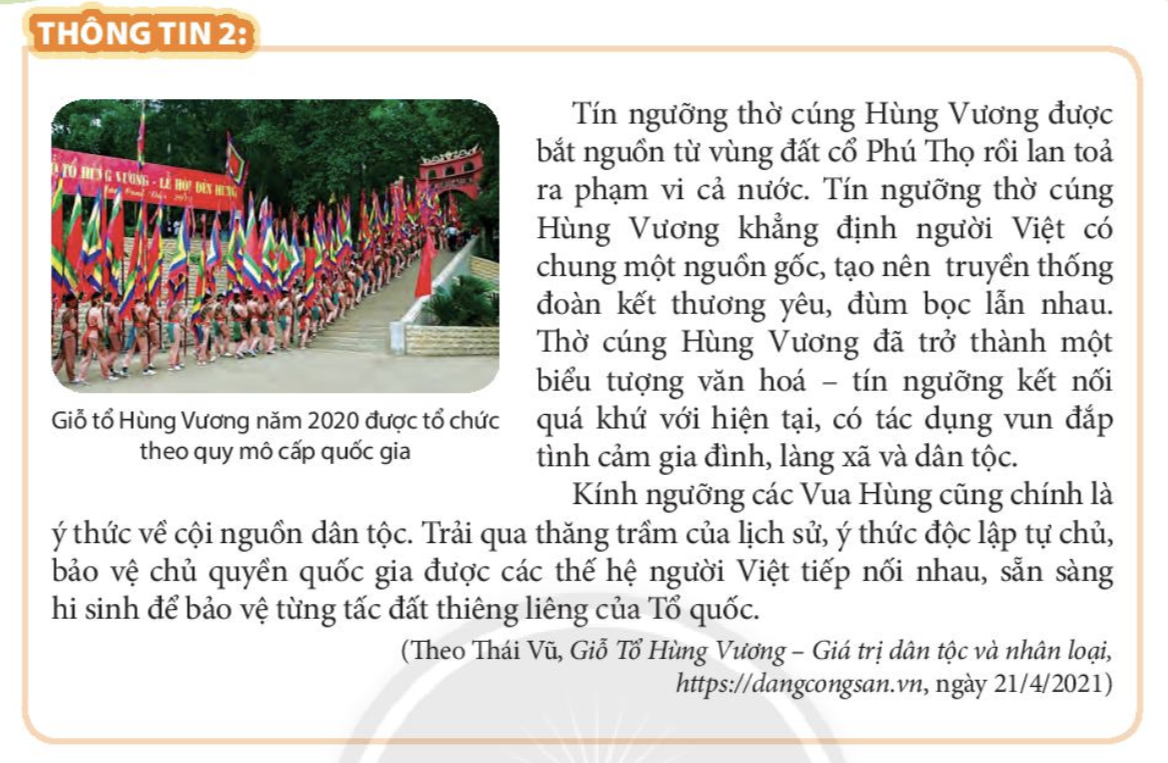 THÔNG TIN 2:
TỔ HÙNG VƯƠNG - LỄ HỘI ĐỀN HÙNG
Tín ngưỡng thờ cúng Hùng Vương được
bắt nguồn từ vùng đất cổ Phú Thọ rồi lan toả
ra phạm vi cả nước. Tín ngưỡng thờ cúng
Hùng Vương khẳng định người Việt có
chung một nguồn gốc, tạo nên truyền thống
đoàn kết thương yêu, đùm bọc lẫn nhau.
Thờ cúng Hùng Vương đã trở thành một
biểu tượng văn hoá – tín ngưỡng kết nối
quá khứ với hiện tại, có tác dụng vun đắp
tình cảm gia đình, làng xã và dân tộc.
Giỗ tổ Hùng Vương năm 2020 được tổ chức
theo quy mô cấp quốc gia
Kính ngưỡng các Vua Hùng cũng chính là
ý thức về cội nguồn dân tộc. Trải qua thăng trầm của lịch sử, ý thức độc lập tự chủ,
bảo vệ chủ quyền quốc gia được các thế hệ người Việt tiếp nối nhau, sẵn sàng
hi sinh để bảo vệ từng tấc đất thiêng liêng của Tổ quốc.
(Theo Thái Vũ, Giỗ Tổ Hùng Vương – Giá trị dân tộc và nhân loại,
https://dangcongsan.vn, ngày 21/4/2021)